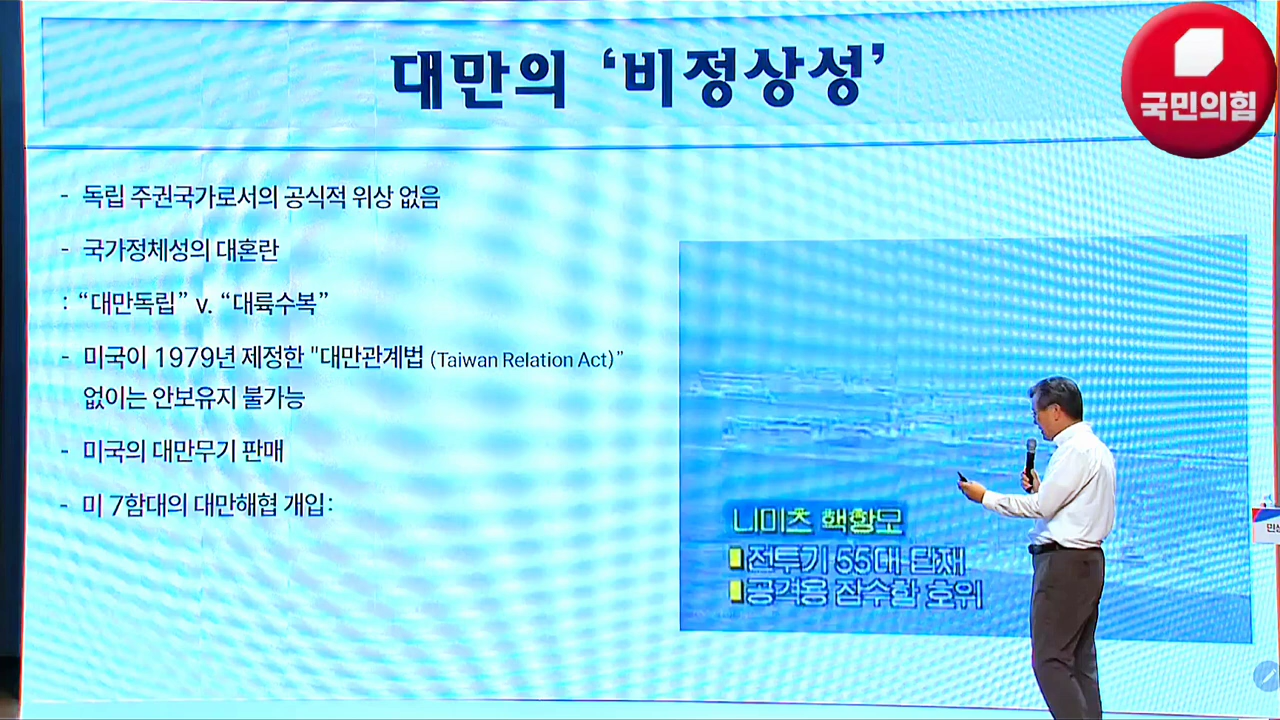 대만의 ‘비정상성’
국민의힘
- 독립 주권국가로서의 공식적 위상 없음
- 국가정체성의 대혼란
: “대만독립” v. “대륙수복”
- 미국이 1979년 제정한 "대만관계법 (Taiwan Relation Act)”
없이는 안보유지 불가능
- 미국의 대만무기 판매
- 미 7함대의 대만해협 개입:
니미츠 핵항모
전투기 55대 탑재
공격용 잠수함 호위